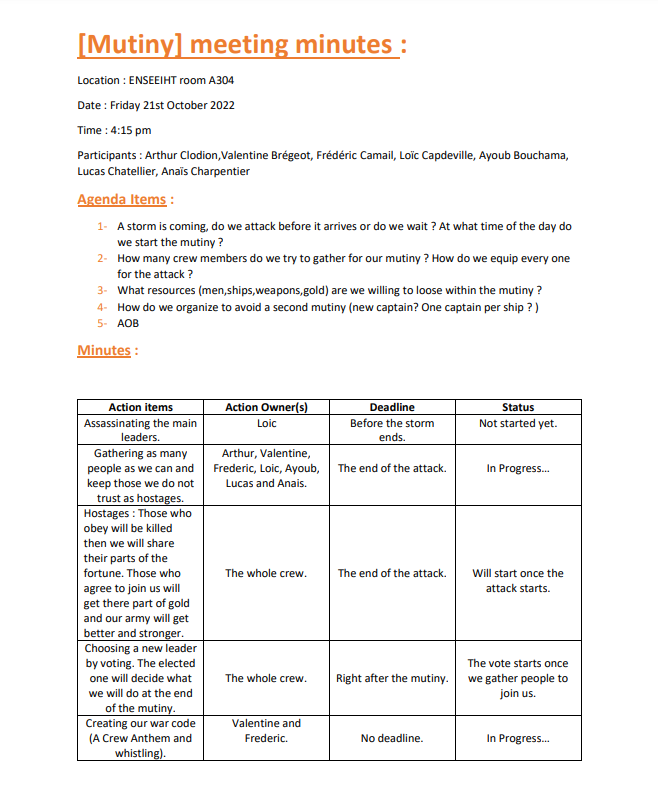 [Mutiny] meeting minutes :
Location : ENSEEIHT room A304
Date : Friday 21st October 2022
Time : 4:15 pm
Participants : Arthur Clodion,Valentine Brégeot, Frédéric Camail, Loïc Capdeville, Ayoub Bouchama,
Lucas Chatellier, Anaïs Charpentier
Agenda Items :
1- A storm is coming, do we attack before it arrives or do we wait ? At what time of the day do
we start the mutiny ?
2- How many crew members do we try to gather for our mutiny ? How do we equip every one
for the attack ?
3- What resources (men,ships,weapons,gold) are we willing to loose within the mutiny ?
4- How do we organize to avoid a second mutiny (new captain? One captain per ship ? )
5- AOB
Minutes :
Action items Action Owner(s) Deadline Status
Assassinating the main
leaders.
Loic
Before the storm
ends.
Not started yet.
Gathering as many
people as we can and
keep those we do not
trust as hostages.
Arthur, Valentine,
Frederic, Loic, Ayoub,
Lucas and Anais.
The end of the attack.
In Progress...
Hostages : Those who
obey will be killed
then we will share
their parts of the
fortune. Those who
agree to join us will
get there part of gold
and our army will get
better and stronger.
The whole crew.
The end of the attack.
Will start once the
attack starts.
Choosing a new leader
by voting. The elected
one will decide what
we will do at the end
of the mutiny.
The whole crew.
Right after the mutiny.
The vote starts once
we gather people to
join us.
Creating our war code
(A Crew Anthem and
whistling).
Valentine and
Frederic.
No deadline.
In Progress...